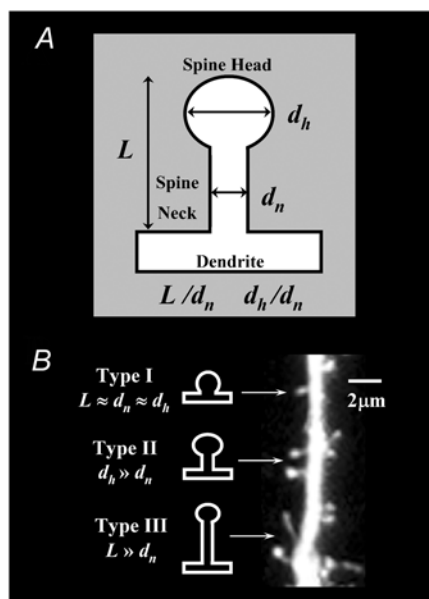 A
Spine Head
L
d_h
Spine
Neck
d_n
Dendrite
L/d_n d_h/d_n
B
Type I
L ≈ d_n ≈ d_h
2μm
Type II
d_h » d_n
Type III
L » d_n